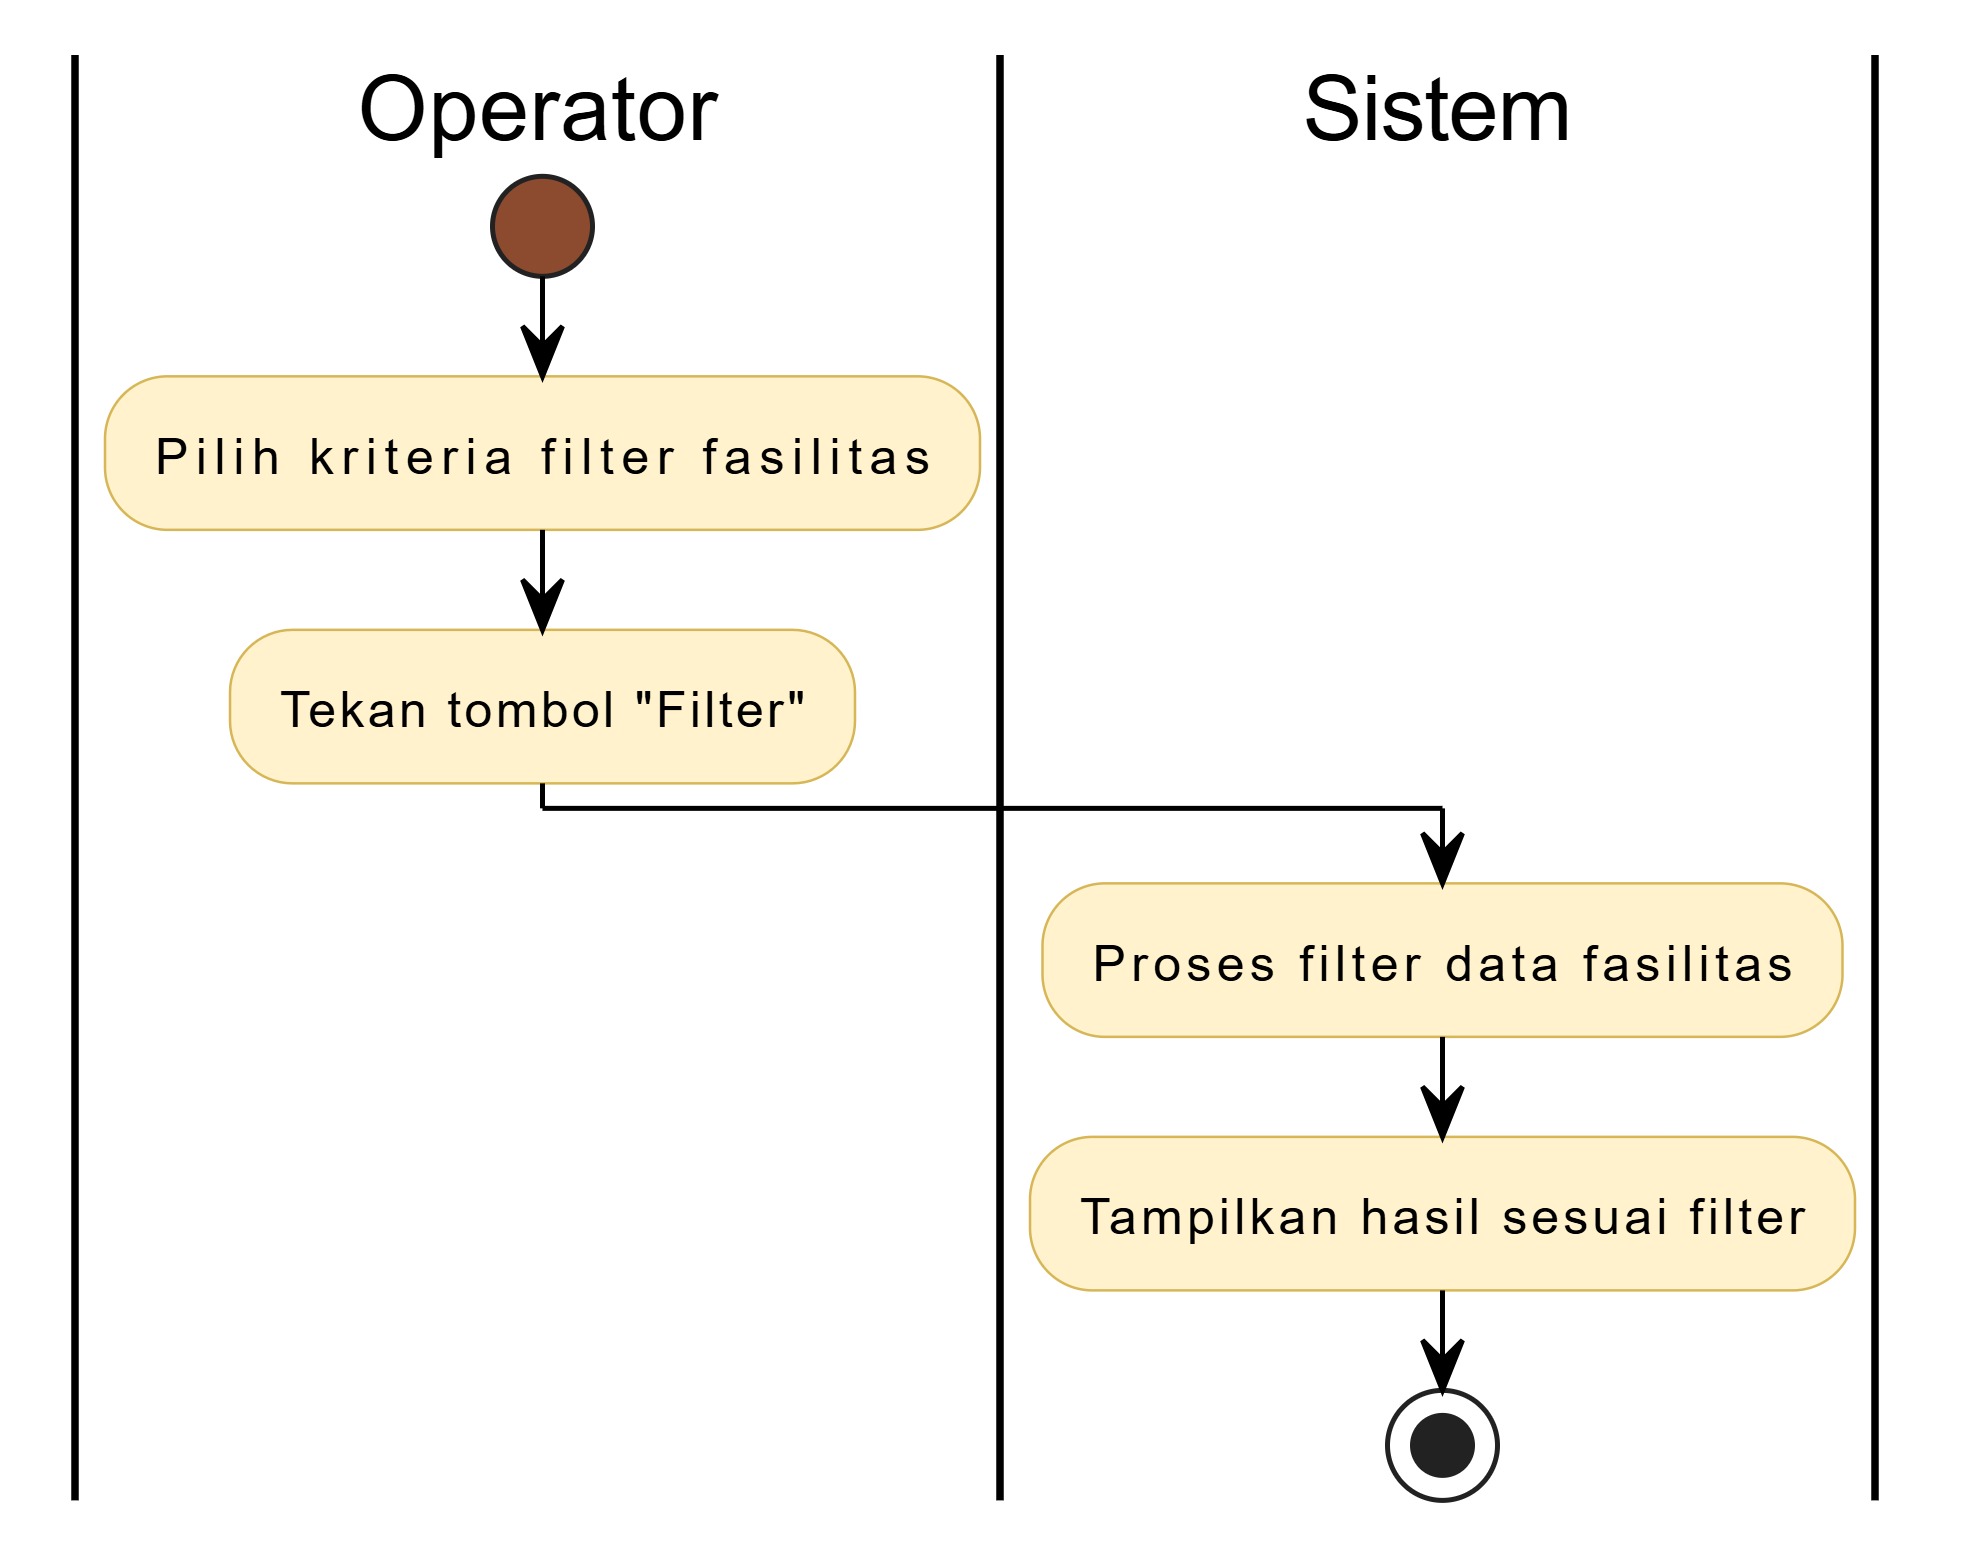 Operator
Sistem
Pilih kriteria filter fasilitas
Tekan tombol "Filter"
Proses filter data fasilitas
Tampilkan hasil sesuai filter